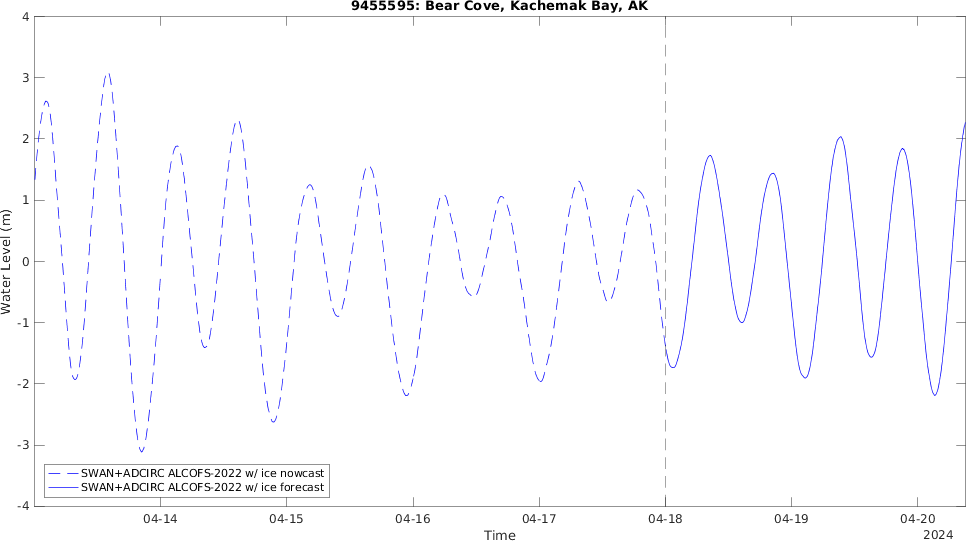 9455595: Bear Cove, Kachemak Bay, AK
Water Level (m)
4
3
2
1
0
-1
-2
-3
-4
SWAN+ADCIRC ALCOFS-2022 w/ ice nowcast
SWAN+ADCIRC ALCOFS-2022 w/ ice forecast
04-14 04-15 04-16 04-17 04-18 04-19 04-20
Time
2024